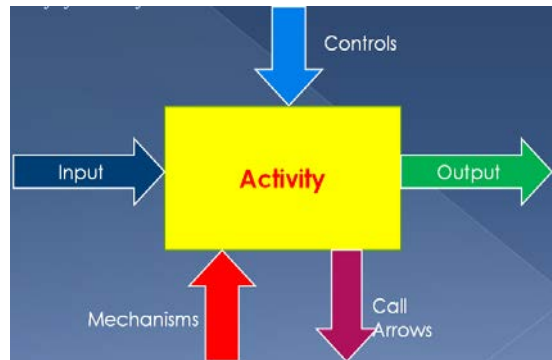 Controls
Input
Activity
Output
Mechanisms
Call
Arrows